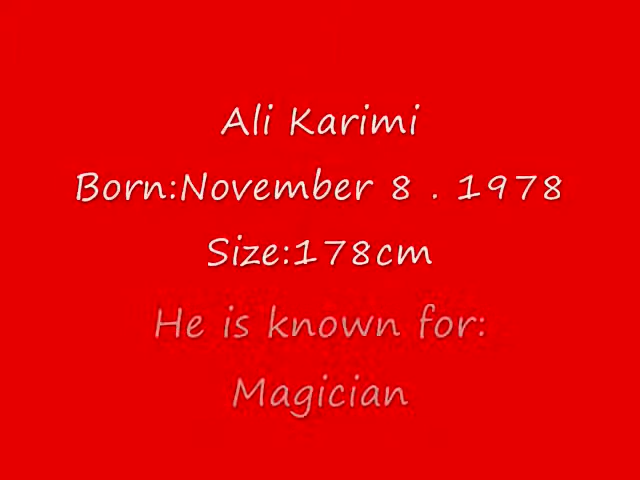 Ali Karimi
Born:November 8 . 1978
Size:178cm
He is known for:
Magician